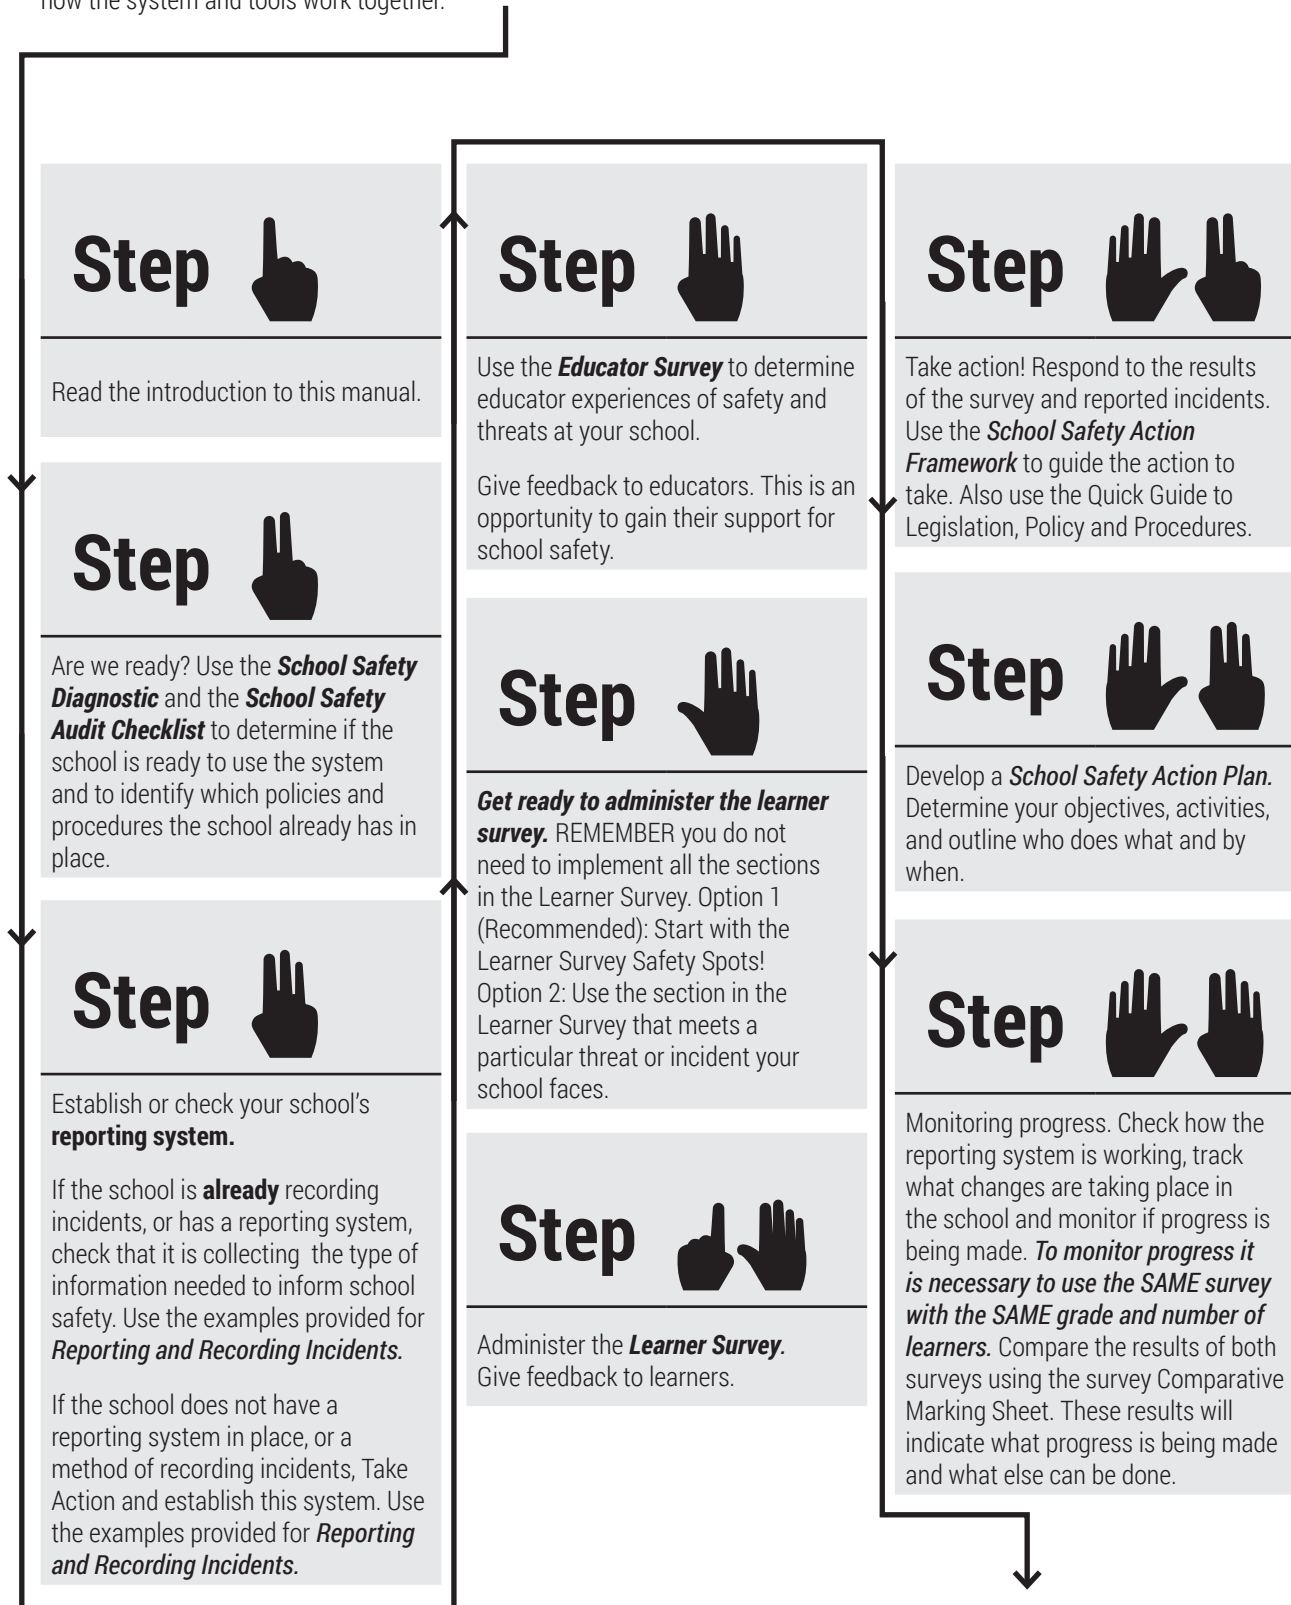 how the system and tools work together.
Step
Read the introduction to this manual.
Step
Are we ready? Use the School Safety
Diagnostic and the School Safety
Audit Checklist to determine if the
school is ready to use the system
and to identify which policies and
procedures the school already has in
place.
Step
Establish or check your school’s
reporting system.
If the school is already recording
incidents, or has a reporting system,
check that it is collecting the type of
information needed to inform school
safety. Use the examples provided for
Reporting and Recording Incidents.
If the school does not have a
reporting system in place, or a
method of recording incidents, Take
Action and establish this system. Use
the examples provided for Reporting
and Recording Incidents.
Step
Use the Educator Survey to determine
educator experiences of safety and
threats at your school.
Give feedback to educators. This is an
opportunity to gain their support for
school safety.
Step
Get ready to administer the learner
survey. REMEMBER you do not
need to implement all the sections
in the Learner Survey. Option 1
(Recommended): Start with the
Learner Survey Safety Spots!
Option 2: Use the section in the
Learner Survey that meets a
particular threat or incident your
school faces.
Step
Administer the Learner Survey.
Give feedback to learners.
Step
Take action! Respond to the results
of the survey and reported incidents.
Use the School Safety Action
Framework to guide the action to
take. Also use the Quick Guide to
Legislation, Policy and Procedures.
Step
Develop a School Safety Action Plan.
Determine your objectives, activities,
and outline who does what and by
when.
Step
Monitoring progress. Check how the
reporting system is working, track
what changes are taking place in
the school and monitor if progress is
being made. To monitor progress it
is necessary to use the SAME survey
with the SAME grade and number of
learners. Compare the results of both
surveys using the survey Comparative
Marking Sheet. These results will
indicate what progress is being made
and what else can be done.